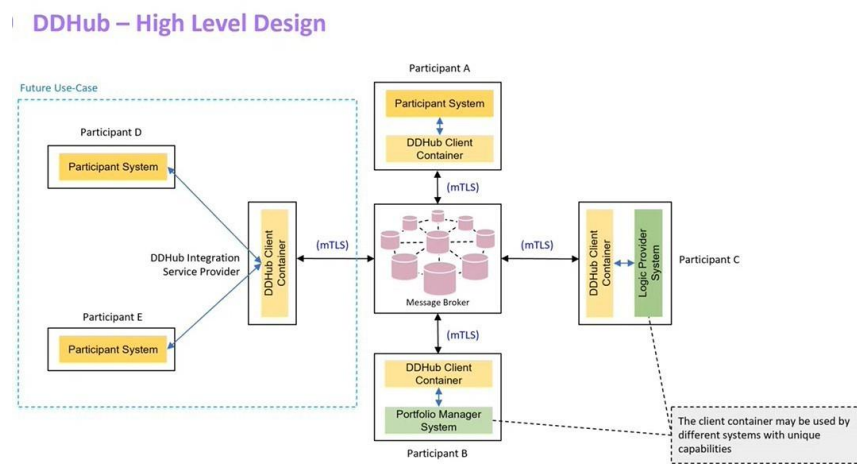 DDHub – High Level Design
Participant A
Future Use-Case
Participant System
DDHub Client
Container
Participant D
Participant System
(mTLS)
DDHub Client
Container
(mTLS)
DDHub Integration
Service Provider
Message Broker
(mTLS)
DDHub Client
Container
Logic Provider
System
Participant C
Participant E
Participant System
(mTLS)
DDHub Client
Container
Portfolio Manager
System
Participant B
The client container may be used by
different systems with unique
capabilities